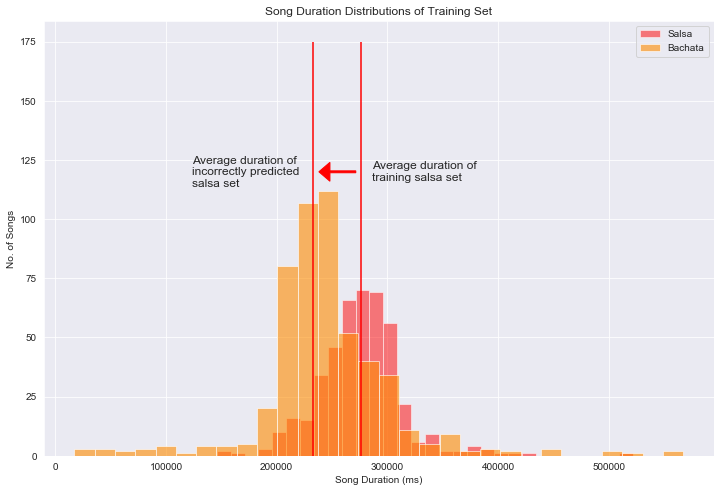 Song Duration Distributions of Training Set
Salsa
Bachata
175
150
125
100
75
50
25
0
No. of Songs
Average duration of
incorrectly predicted
salsa set
Average duration of
training salsa set
0
100000
200000
300000
400000
500000
Song Duration (ms)